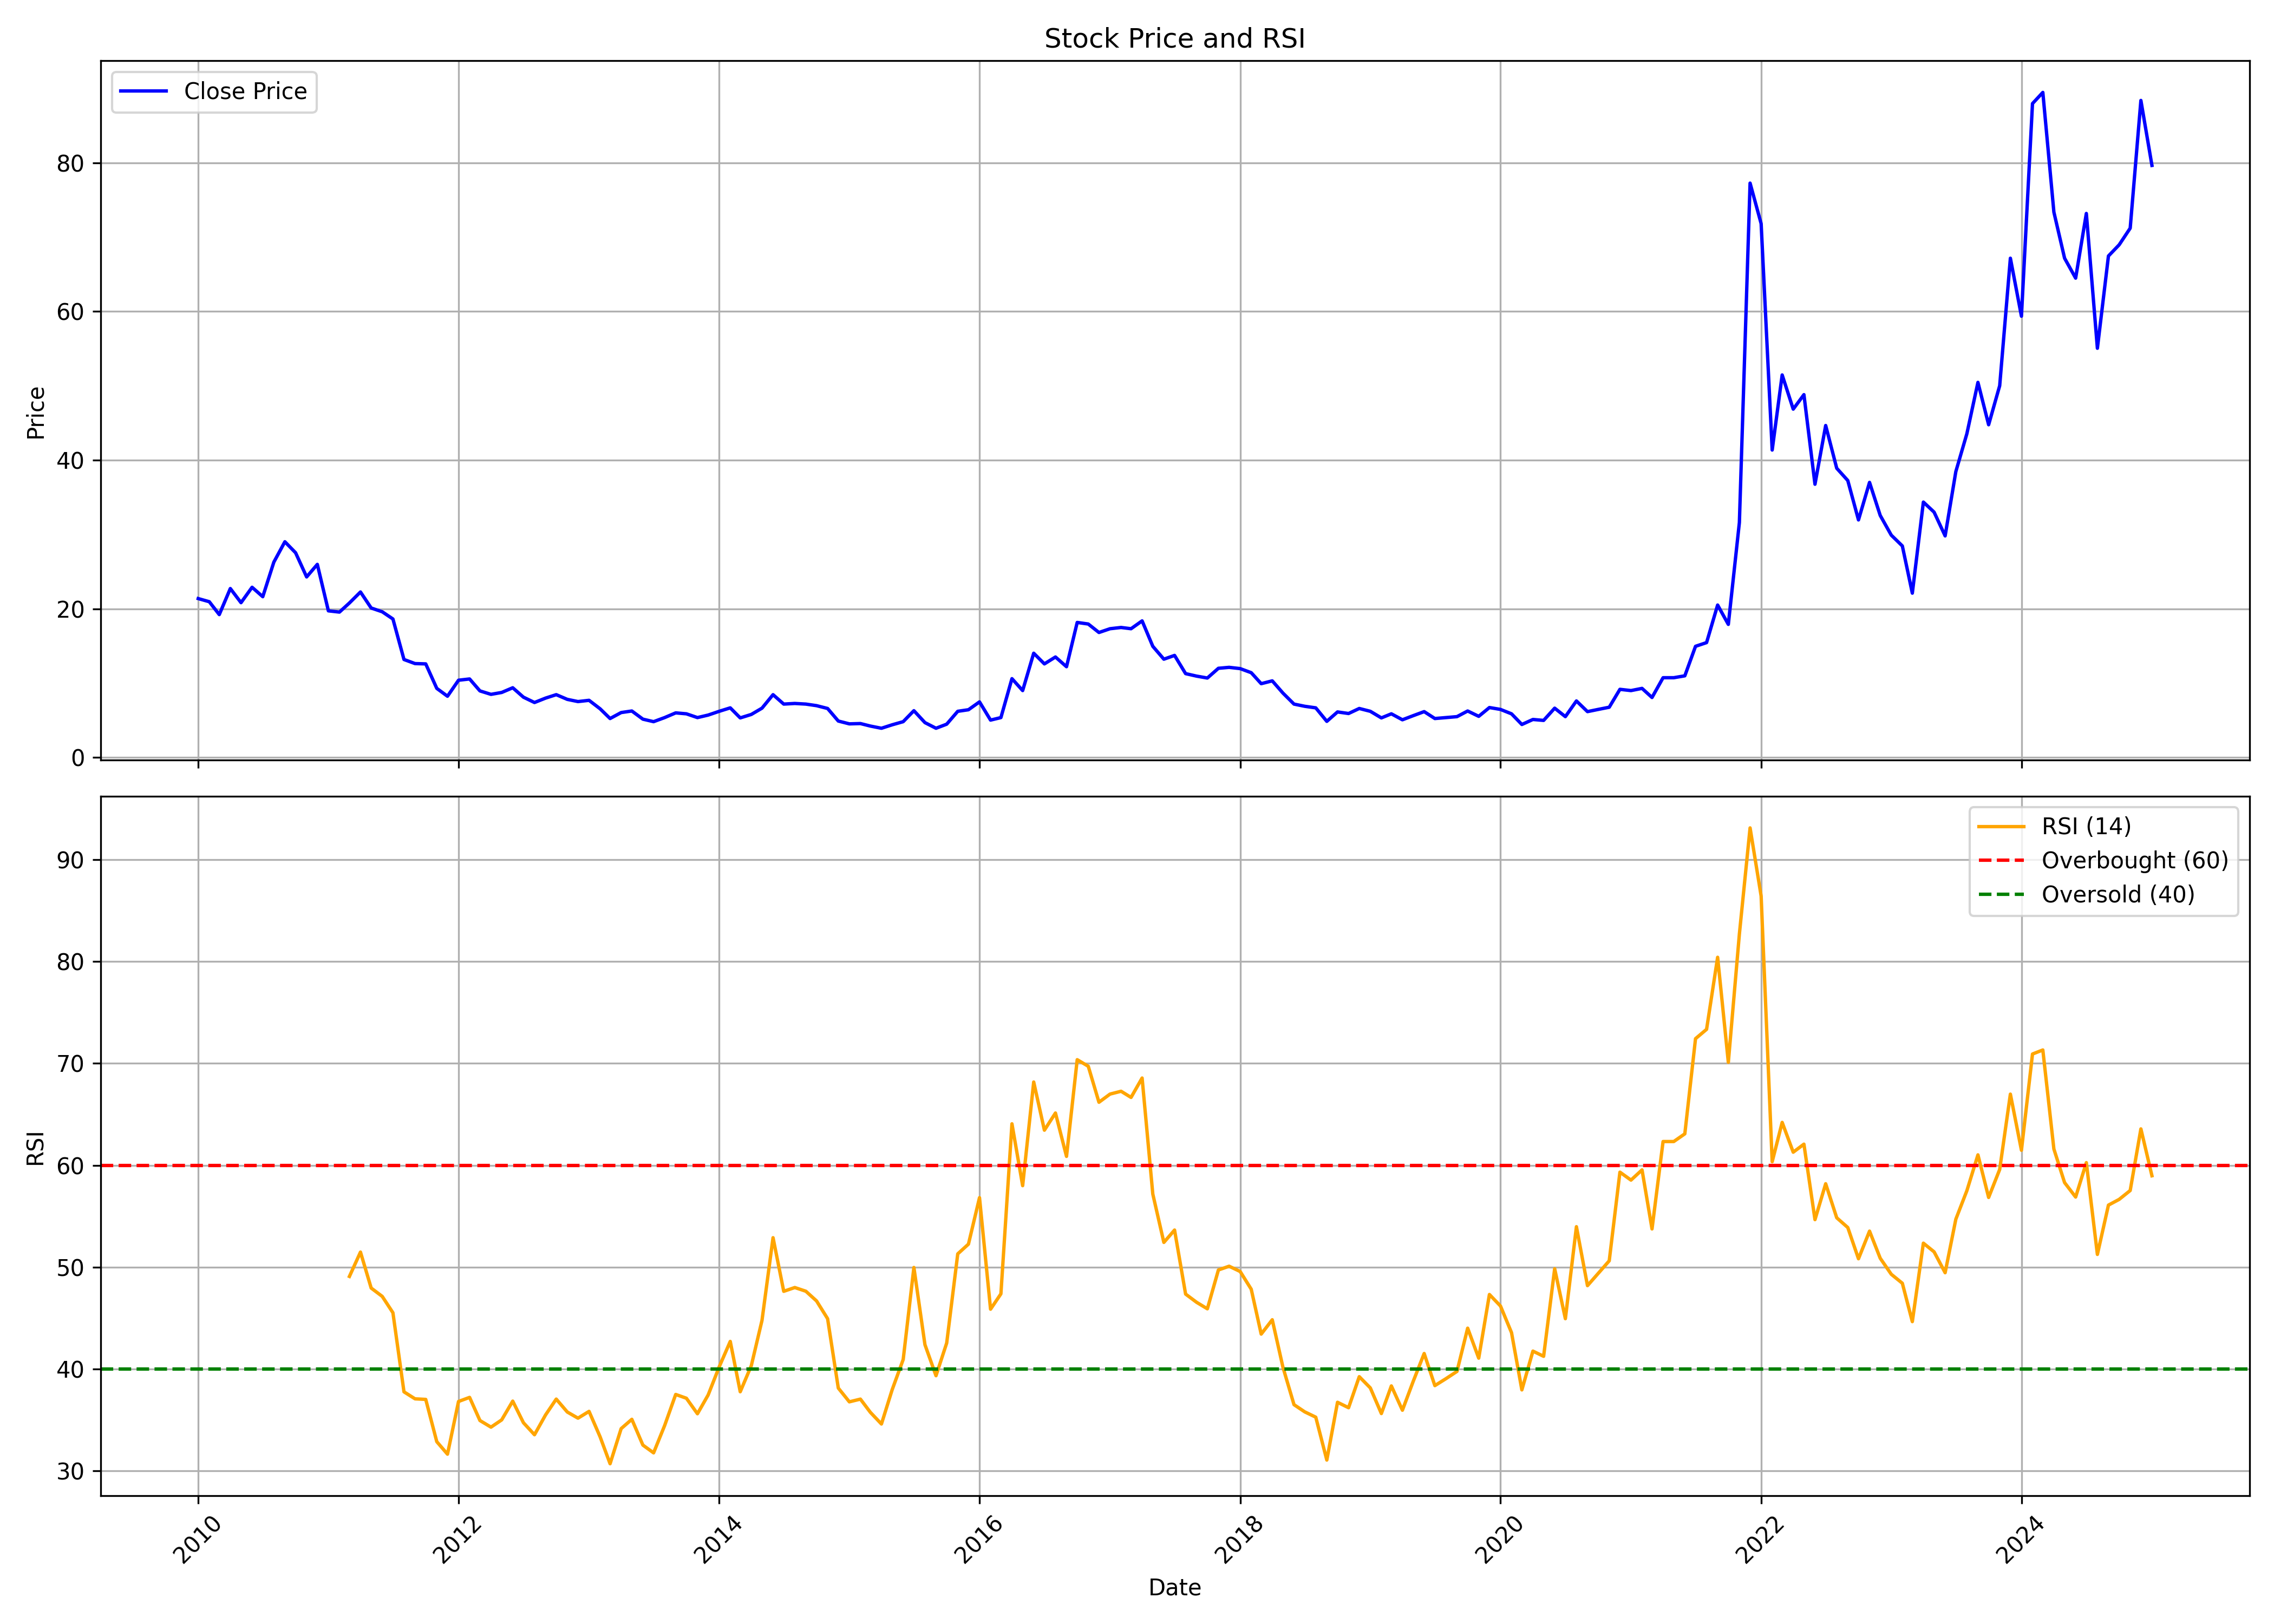 Stock Price and RSI
Close Price
80
60
40
20
0
Price
RSI (14)
Overbought (60)
Oversold (40)
90
80
70
60
50
40
30
RSI
2010
2012
2014
2016
2018
2020
2022
2024
Date